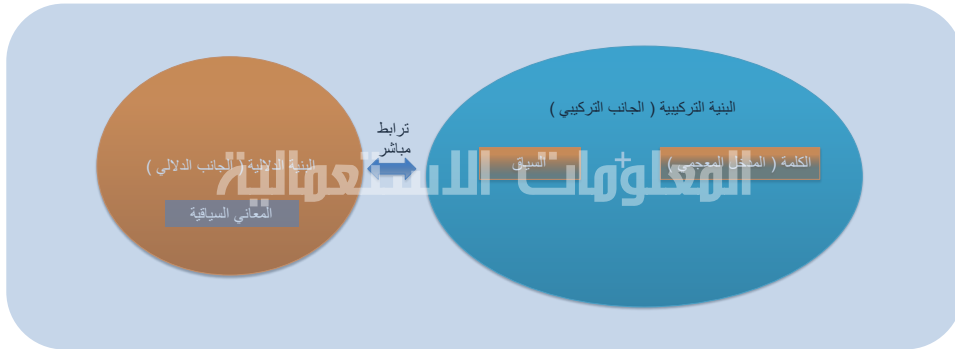 البنية التركيبية ( الجانب التركيبي )
الكلمة ( المدخل المعجمي )
+
السياق
ترابط
مباشر
البنية الدلالية ( الجانب الدلالي )
المعاني السياقية
المعلومات الاستعمالية